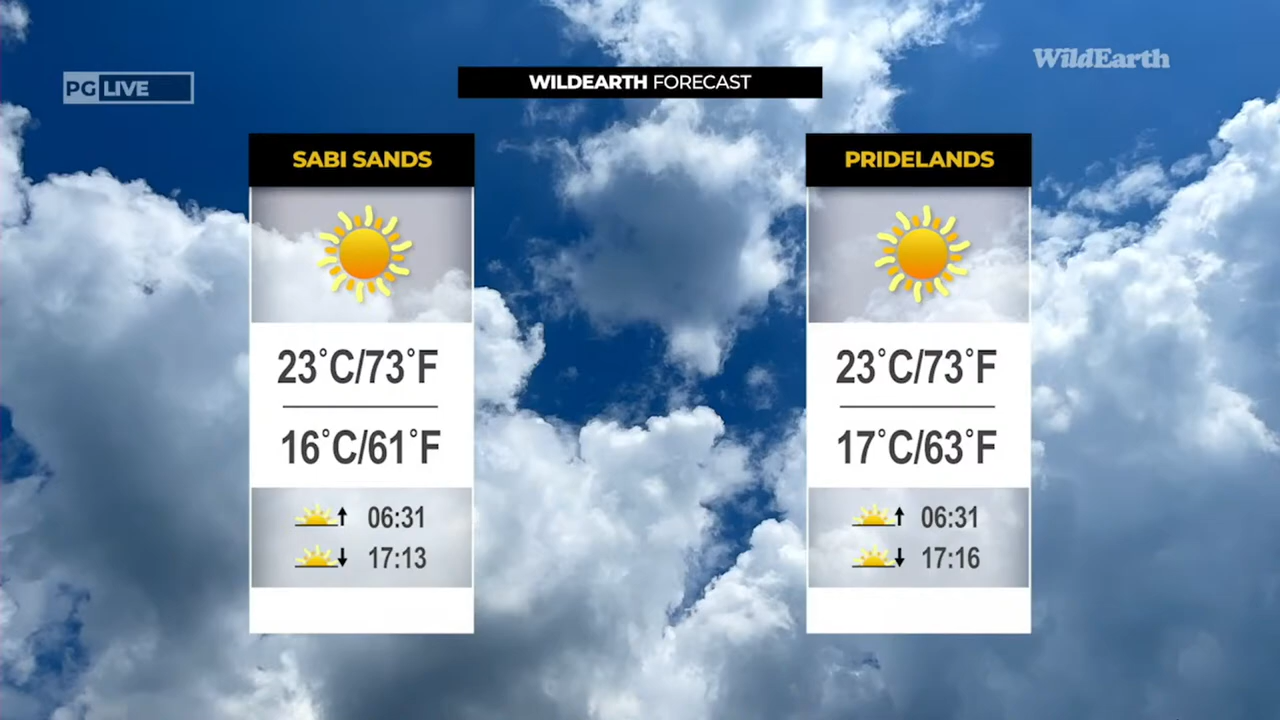 PG LIVE
WildEarth
WILDEARTH FORECAST
SABI SANDS
23°C/73°F
16°C/61°F
06:31
17:13
PRIDELANDS
23°C/73°F
17°C/63°F
06:31
17:16